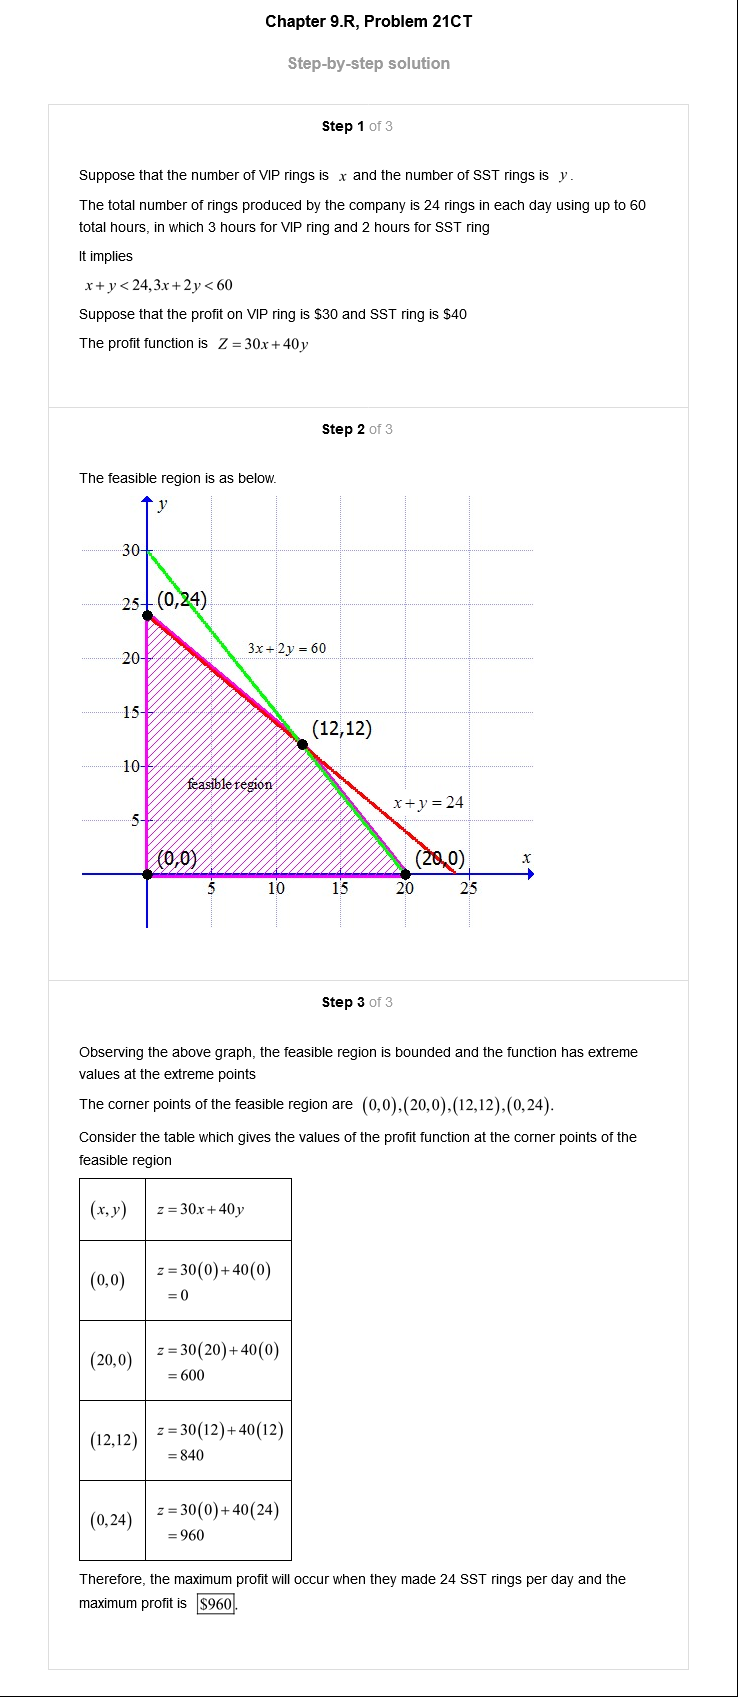 Chapter 9.R, Problem 21CT
Step-by-step solution
Step 1 of 3
Suppose that the number of VIP rings is x and the number of SST rings is y.
The total number of rings produced by the company is 24 rings in each day using up to 60
total hours, in which 3 hours for VIP ring and 2 hours for SST ring
It implies
x + y < 24, 3x + 2y < 60
Suppose that the profit on VIP ring is $30 and SST ring is $40
The profit function is Z = 30x + 40y
Step 2 of 3
The feasible region is as below.
y
30
(0,24)
25
3x + 2y = 60
20
15
(12,12)
10
feasible region
x + y = 24
5
(0,0)
(20,0)
x
5 10 15 20 25
Step 3 of 3
Observing the above graph, the feasible region is bounded and the function has extreme
values at the extreme points
The corner points of the feasible region are (0,0),(20,0),(12,12),(0,24).
Consider the table which gives the values of the profit function at the corner points of the
feasible region
(x, y) z = 30x + 40y
(0,0) z = 30(0) + 40(0)
= 0
(20,0) z = 30(20) + 40(0)
= 600
(12,12) z = 30(12) + 40(12)
= 840
(0,24) z = 30(0) + 40(24)
= 960
Therefore, the maximum profit will occur when they made 24 SST rings per day and the
maximum profit is $960.